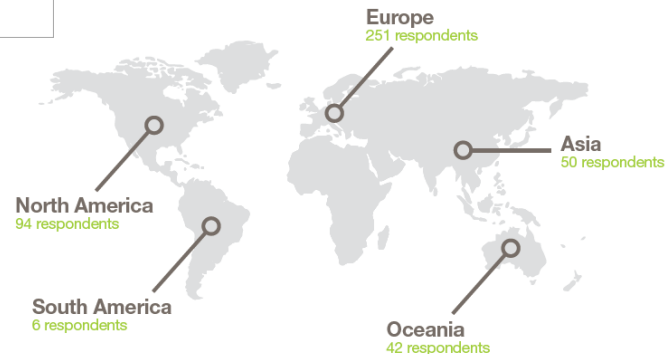 Europe
251 respondents
Asia
50 respondents
North America
94 respondents
South America
6 respondents
Oceania
42 respondents